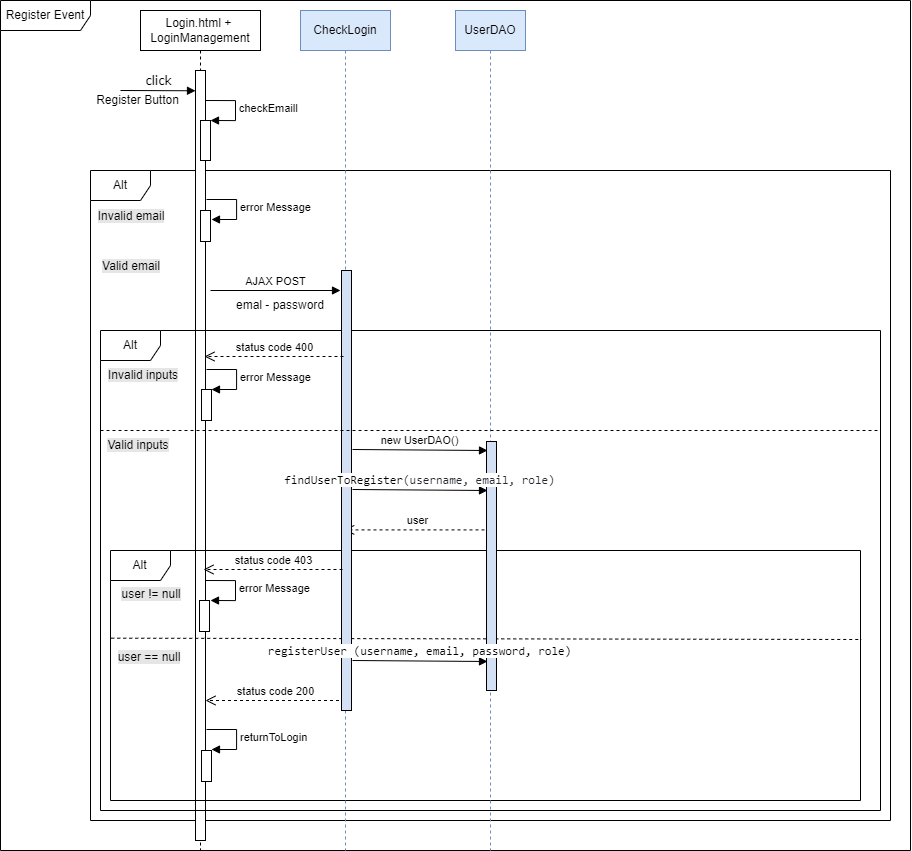 Register Event
Login.html +
LoginManagement
CheckLogin
UserDAO
click
Register Button
checkEmaill
Alt
Invalid email
error Message
Valid email
AJAX POST
emal - password
Alt
status code 400
Invalid inputs
error Message
Valid inputs
new UserDAO()
findUserToRegister(username, email, role)
user
Alt
status code 403
user != null
error Message
user == null
registerUser (username, email, password, role)
status code 200
returnToLogin